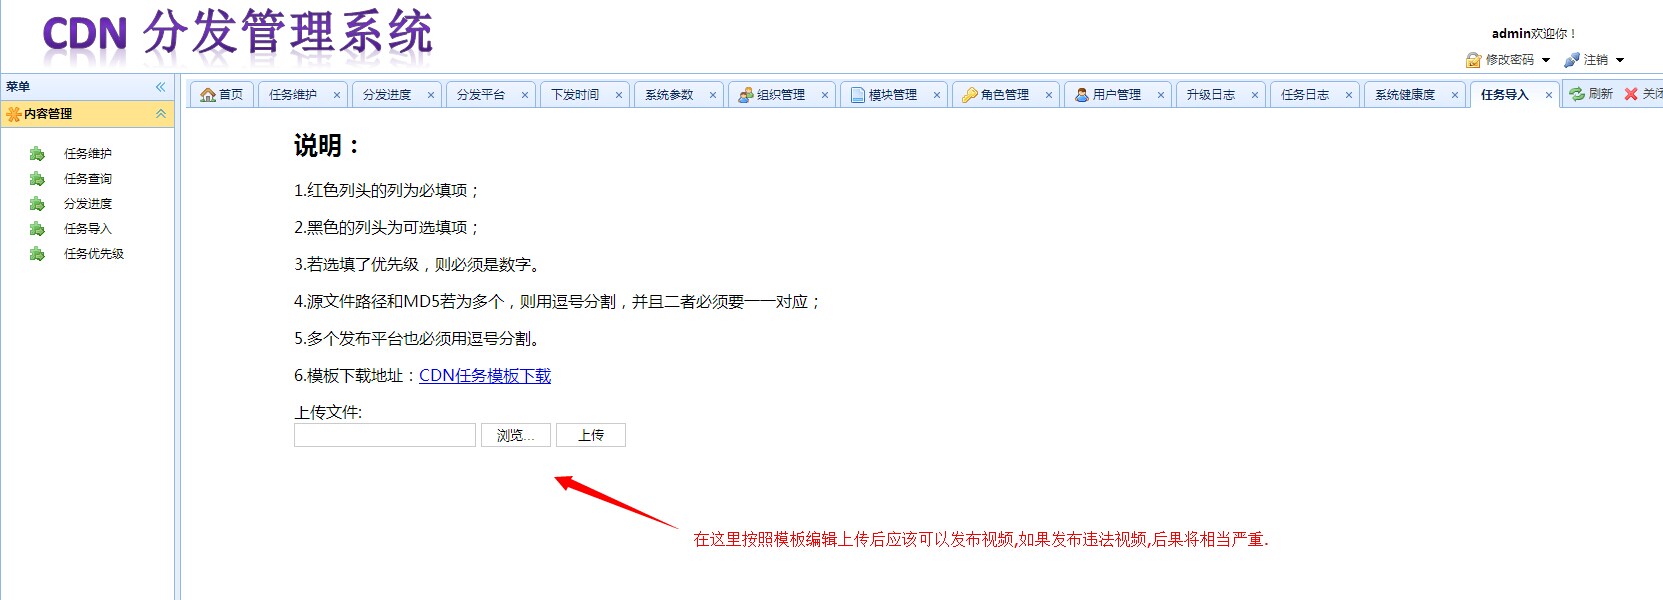 CDN 分发管理系统
admin欢迎你！
修改密码 注销
菜单
内容管理
任务维护
任务查询
分发进度
任务导入
任务优先级
首页 任务维护 分发进度 分发平台 下发时间 系统参数 组织管理 模块管理 角色管理 用户管理 升级日志 任务日志 系统健康度 任务导入 刷新 关闭
说明：
1.红色列头的列为必填项；
2.黑色的列头为可选填项；
3.若选填了优先级，则必须是数字。
4.源文件路径和MD5若为多个，则用逗号分割，并且二者必须要一一对应；
5.多个发布平台也必须用逗号分割。
6.模板下载地址：CDN任务模板下载
上传文件:
浏览... 上传
在这里按照模板编辑上传后应该可以发布视频,如果发布违法视频,后果将相当严重.